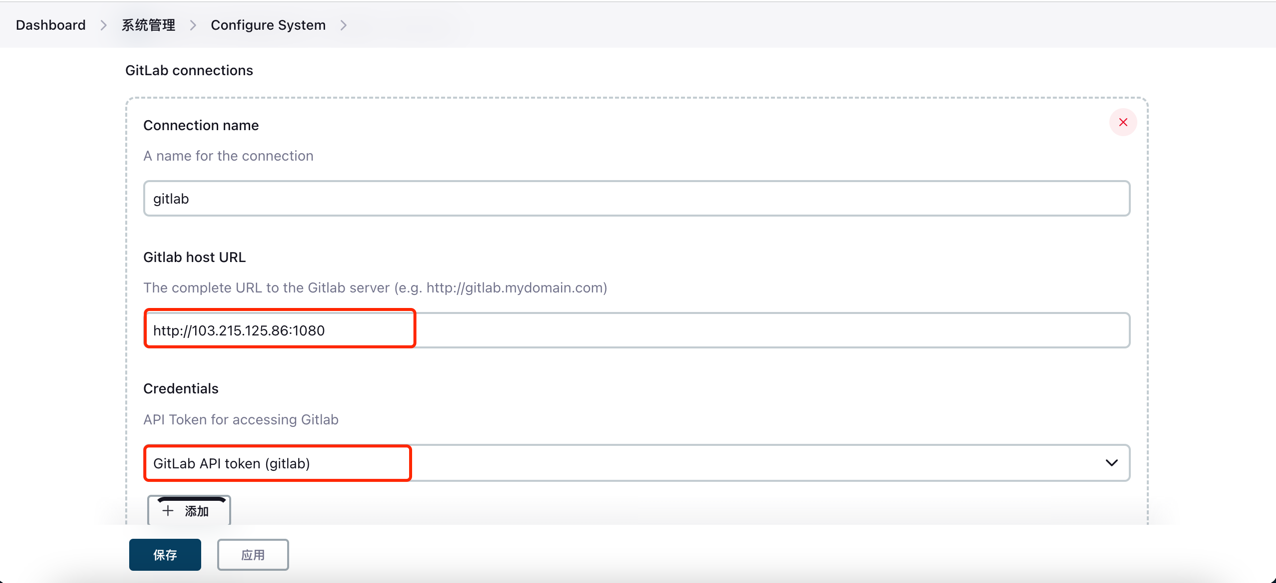 Dashboard > 系统管理 > Configure System >
GitLab connections
Connection name
A name for the connection
gitlab
Gitlab host URL
The complete URL to the Gitlab server (e.g. http://gitlab.mydomain.com)
http://103.215.125.86:1080
Credentials
API Token for accessing Gitlab
GitLab API token (gitlab)
+ 添加
保存 应用